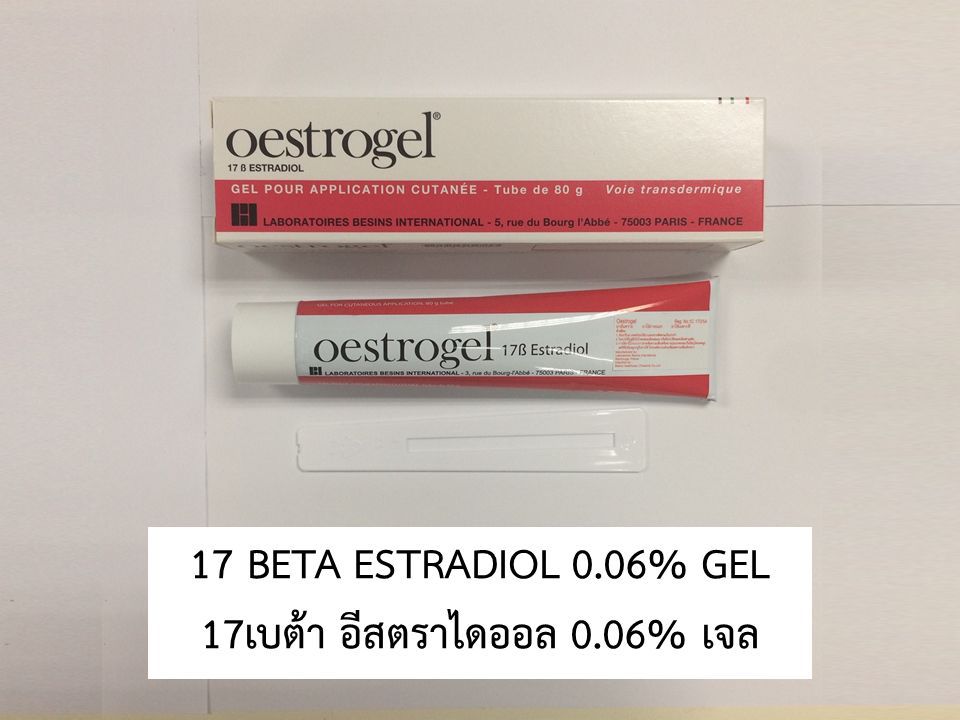 oestrogel®
17 ß ESTRADIOL
GEL POUR APPLICATION CUTANÉE - Tube de 80 g Voie transdermique
LABORATOIRES BESINS INTERNATIONAL - 5, rue du Bourg l'Abbé - 75003 PARIS - FRANCE
GEL FOR CUTANEOUS APPLICATION, 80 g tube
oestrogel® 17ß Estradiol
LABORATOIRES BESINS INTERNATIONAL - 3, rue du Bourg-l'Abbé - 75003 PARIS - FRANCE
Oestrogel
17 BETA ESTRADIOL 0.06% GEL
17เบต้า อีสตราไดออล 0.06% เจล